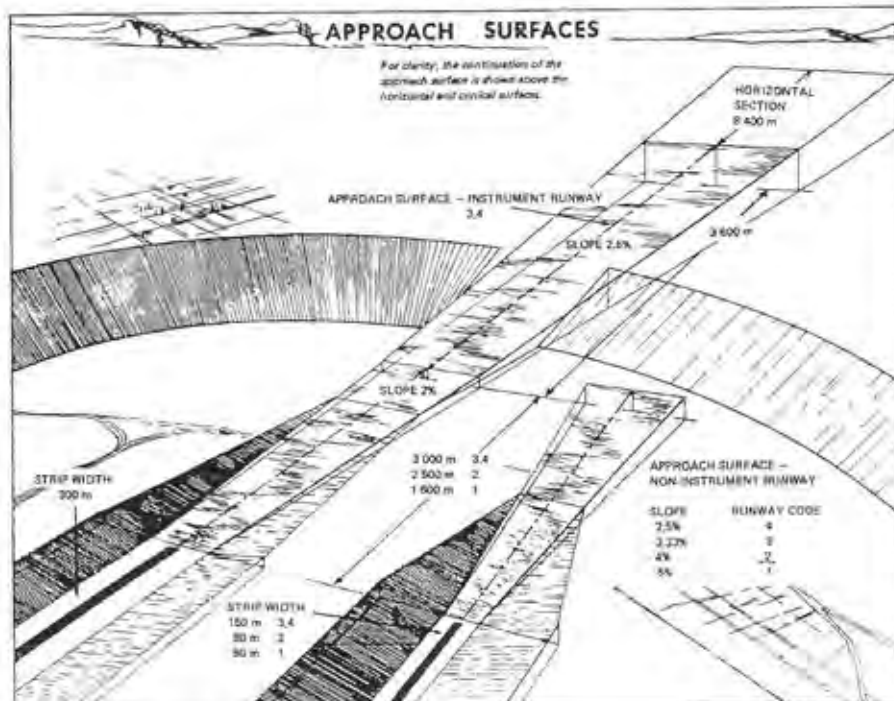 APPROACH SURFACES
For clarity, the continuation of the
approach surface is shown above the
horizontal and conical surfaces.
HORIZONTAL
SECTION
8 400 m
APPROACH SURFACE – INSTRUMENT RUNWAY
3,4
SLOPE 2,5%
3 600 m
SLOPE 2%
3 000 m 3,4
2 500 m 2
1 600 m 1
STRIP WIDTH
300 m
APPROACH SURFACE –
NON-INSTRUMENT RUNWAY
SLOPE RUNWAY CODE
2,5% 4
3,33% 3
4% 2
5% 1
STRIP WIDTH
150 m 3,4
80 m 2
60 m 1